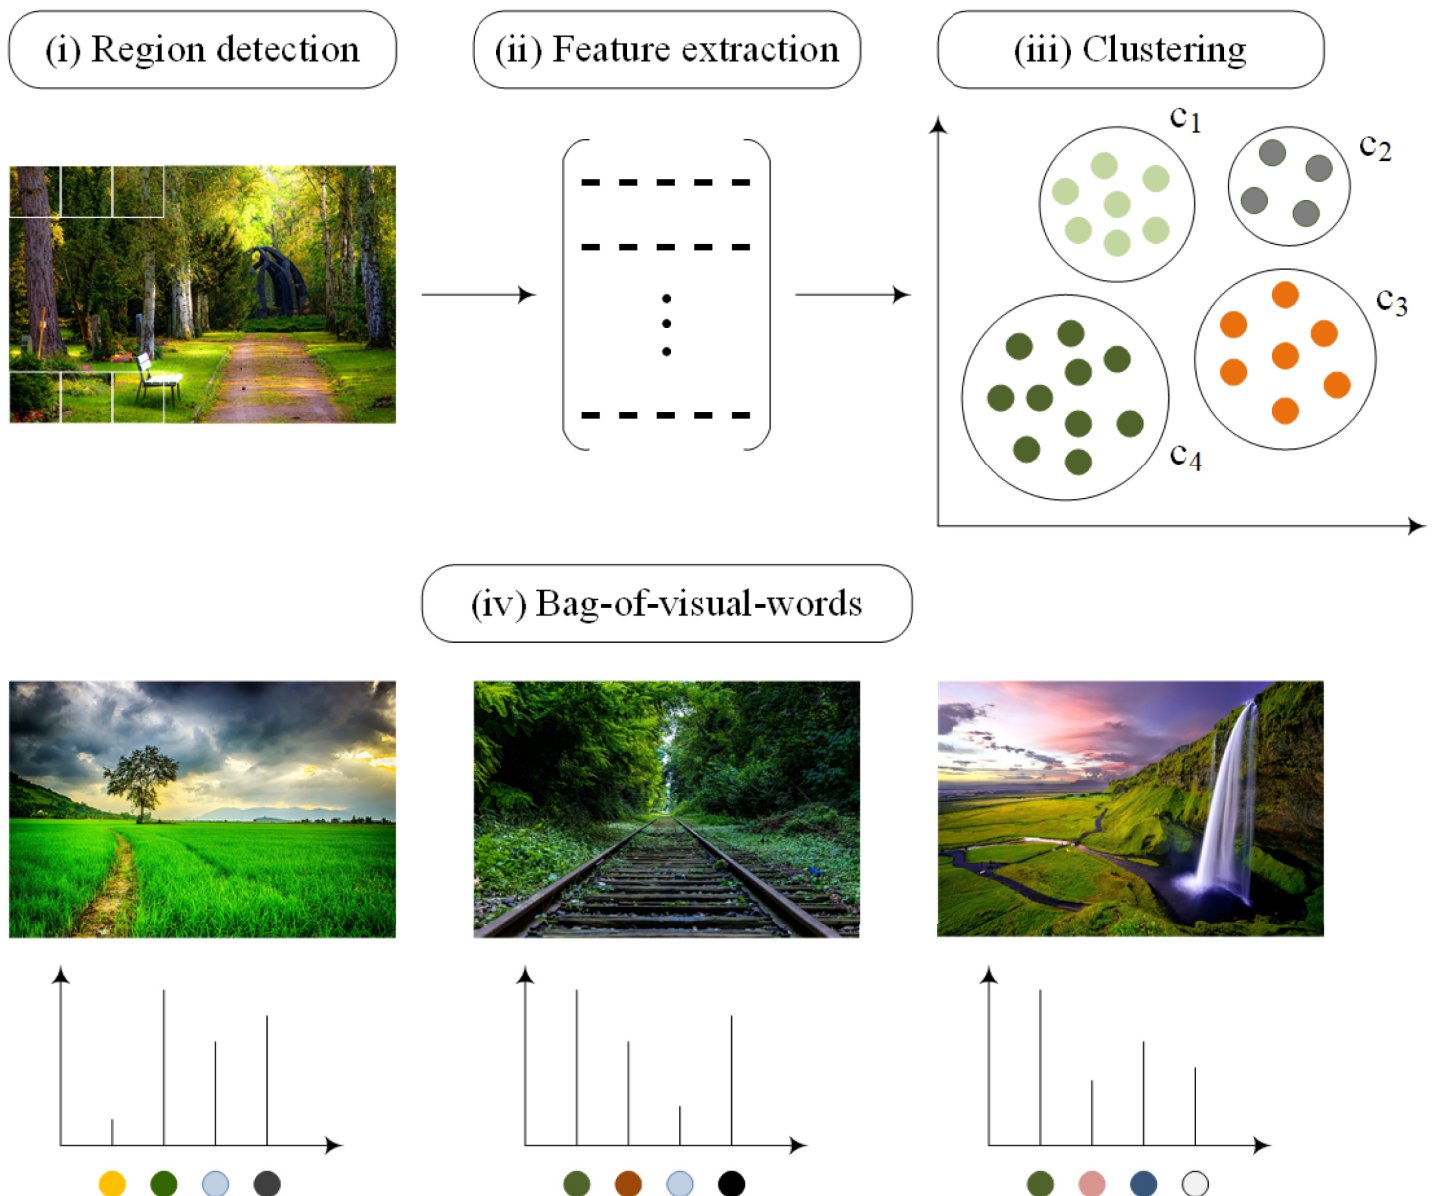 (i) Region detection
(ii) Feature extraction
(iii) Clustering
c1
c2
c3
c4
(iv) Bag-of-visual-words